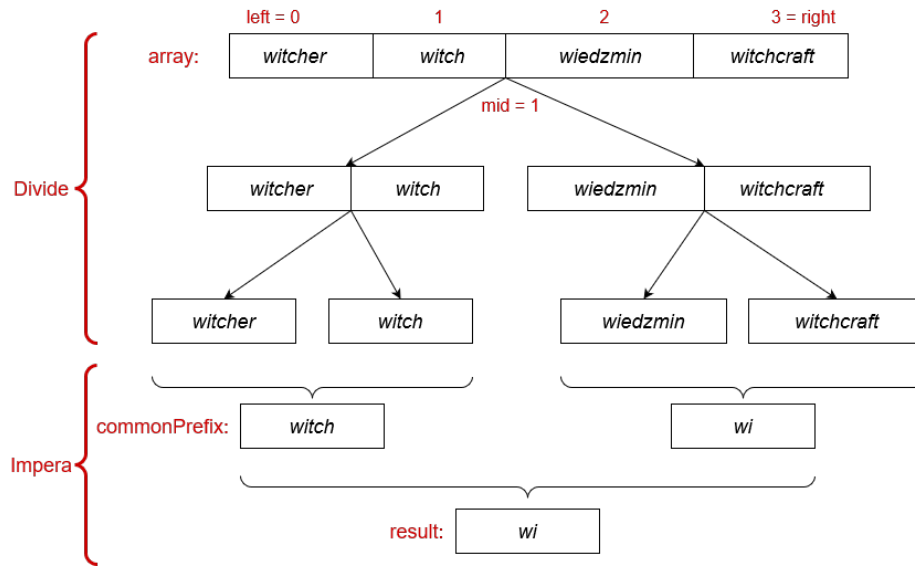 left = 0 1 2 3 = right
array: witcher witch wiedzmin witchcraft
mid = 1
Divide
witcher witch wiedzmin witchcraft
witcher witch wiedzmin witchcraft
commonPrefix: witch wi
Impera
result: wi